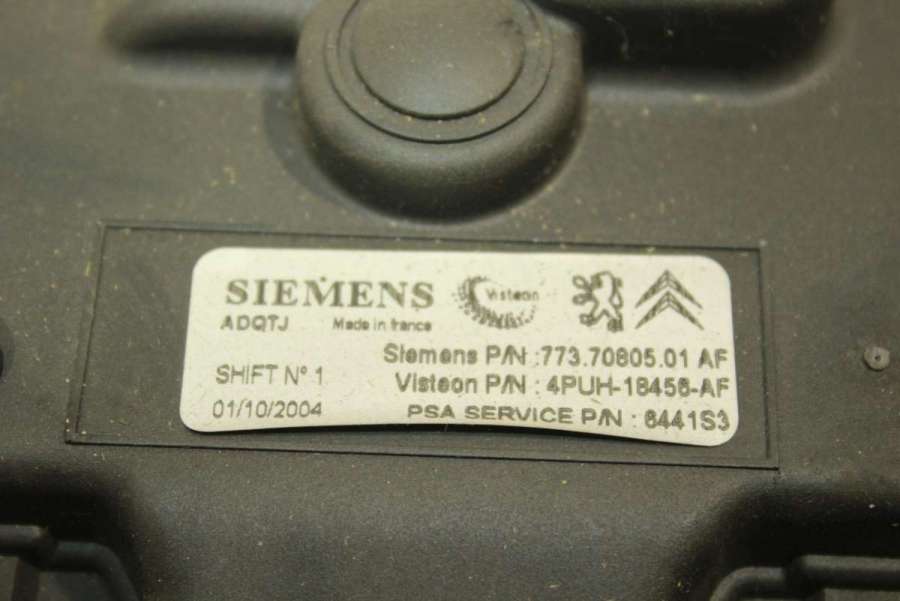 SIEMENS Visteon
ADQTJ Made in france
Siemens P/N :773.70805.01 AF
SHIFT N° 1 Visteon P/N : 4PUH-18456-AF
01/10/2004 PSA SERVICE P/N : 6441S3